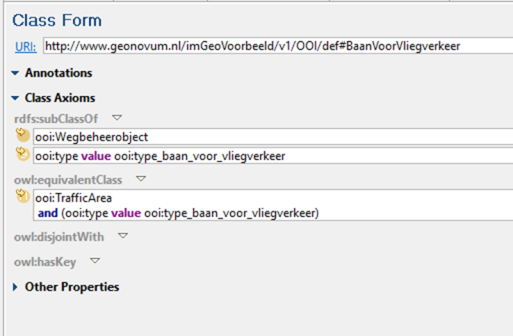 Class Form
URI: http://www.geonovum.nl/imGeoVoorbeeld/v1/OOI/def#BaanVoorVliegverkeer
Annotations
Class Axioms
rdfs:subClassOf
ooi:Wegbeheerobject
ooi:type value ooi:type_baan_voor_vliegverkeer
owl:equivalentClass
ooi:TrafficArea
and (ooi:type value ooi:type_baan_voor_vliegverkeer)
owl:disjointWith
owl:hasKey
Other Properties